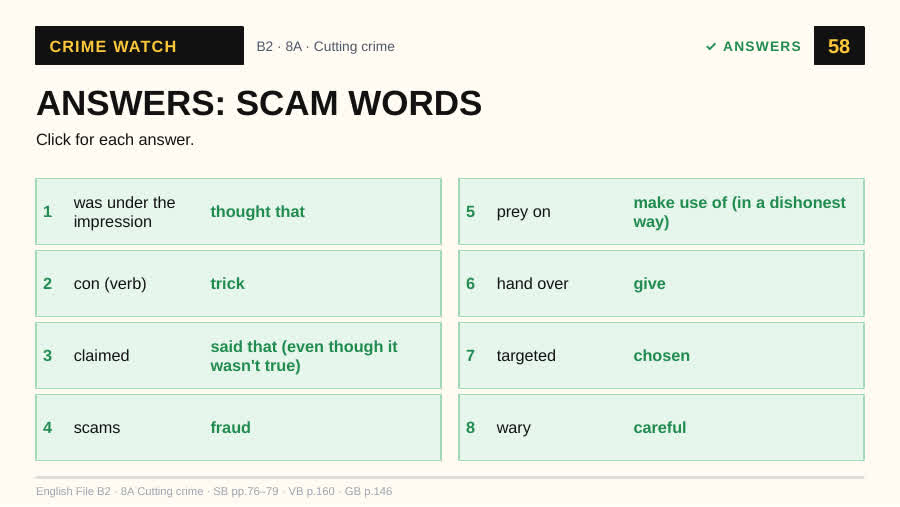 CRIME WATCH
B2 · 8A · Cutting crime
✓ ANSWERS
58
ANSWERS: SCAM WORDS
Click for each answer.
1
was under the
impression
thought that
2
con (verb)
trick
3
claimed
said that (even though it
wasn't true)
4
scams
fraud
5
prey on
make use of (in a dishonest
way)
6
hand over
give
7
targeted
chosen
8
wary
careful
English File B2 · 8A Cutting crime · SB pp.76–79 · VB p.160 · GB p.146